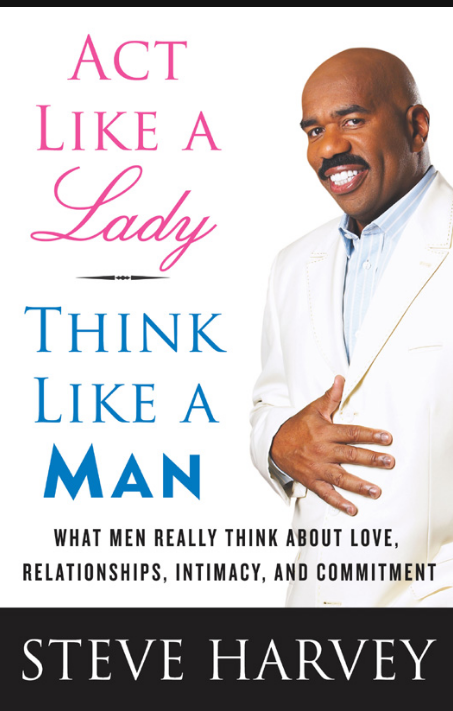 ACT
LIKE A
Lady
THINK
LIKE A
MAN
WHAT MEN REALLY THINK ABOUT LOVE,
RELATIONSHIPS, INTIMACY, AND COMMITMENT
STEVE HARVEY